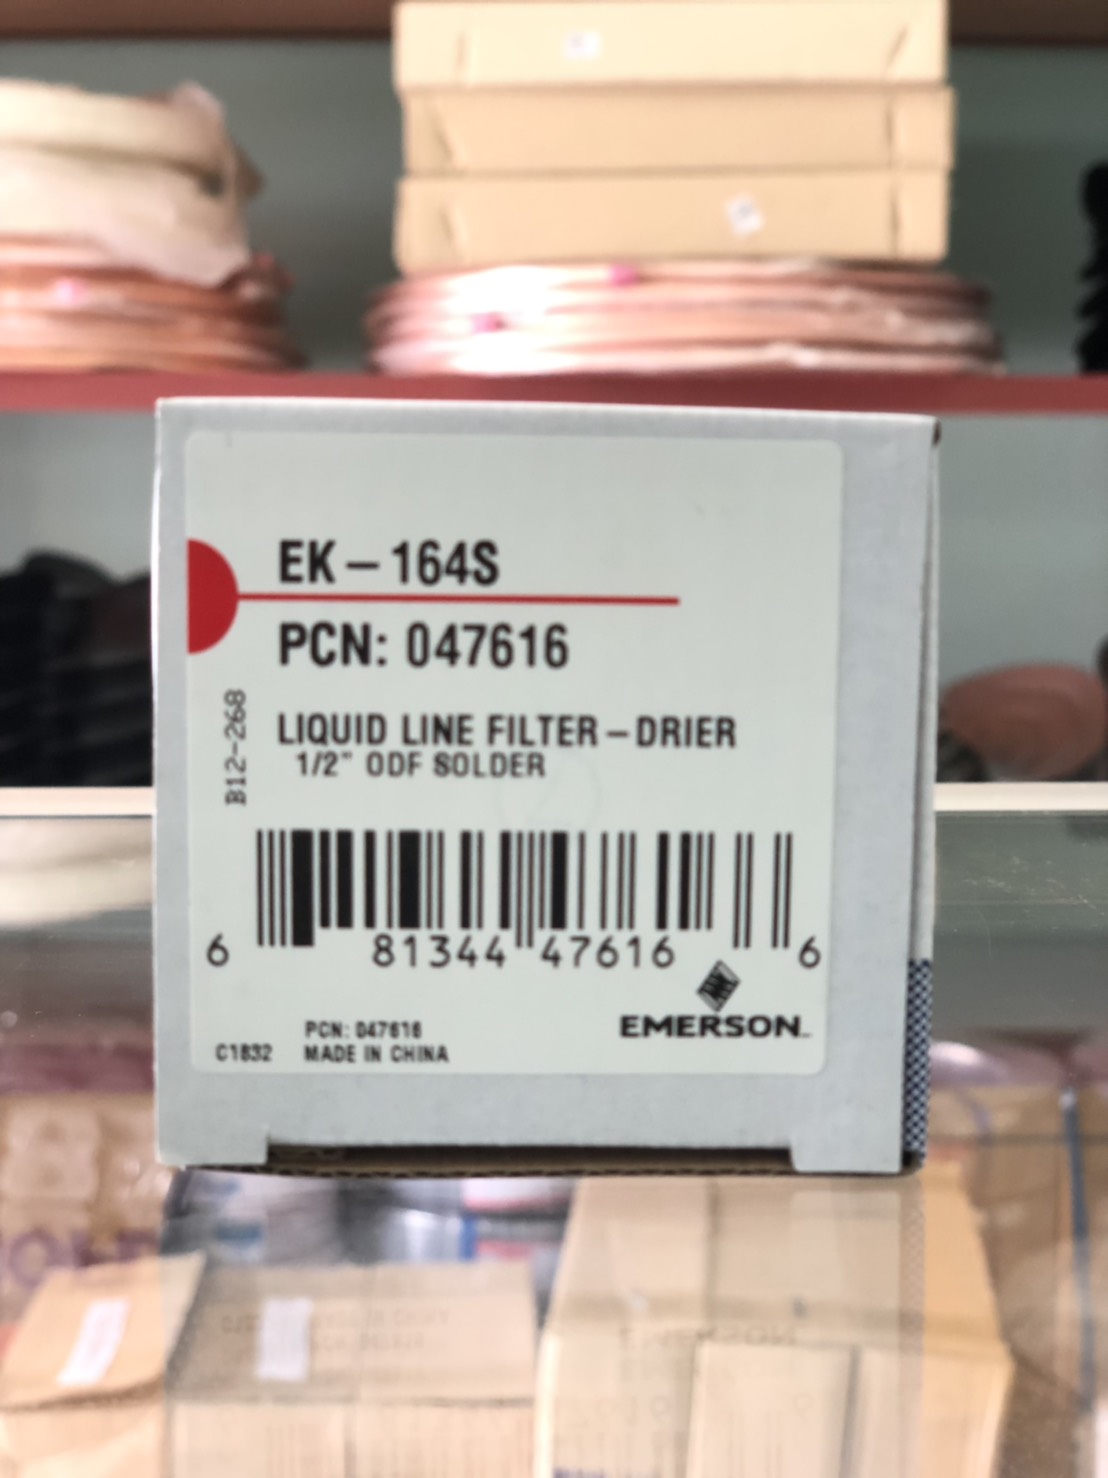 EK – 164S
PCN: 047616
B12-268
LIQUID LINE FILTER – DRIER
1/2" ODF SOLDER
6 81344 47616 6
EMERSON
PCN: 047616
C1832 MADE IN CHINA